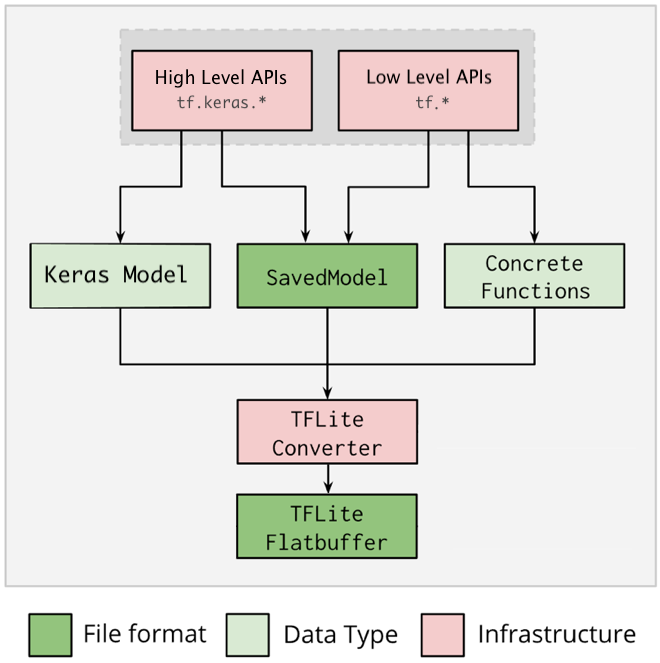 High Level APIs
tf.keras.*
Low Level APIs
tf.*
Keras Model
SavedModel
Concrete
Functions
TFLite
Converter
TFLite
Flatbuffer
File format
Data Type
Infrastructure